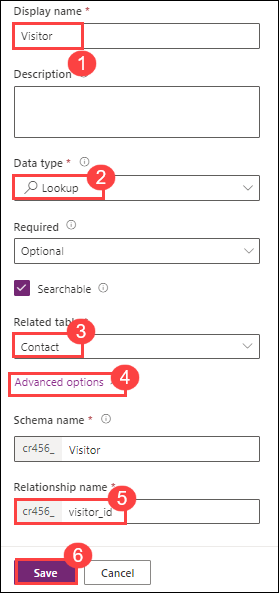 Display name *
Visitor
1
Description
Data type *
2
Lookup
Required
Optional
Searchable
Related table
3
Contact
Advanced options
4
Schema name *
cr456_ Visitor
Relationship name *
5
cr456_ visitor_id
6
Save Cancel